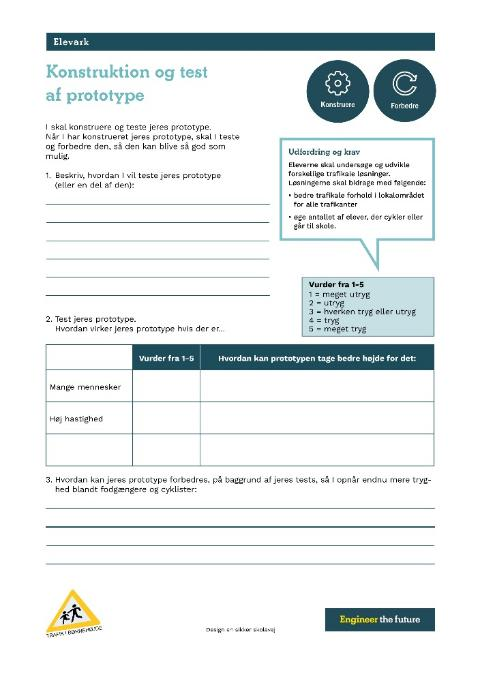 Elevark
Konstruktion og test
af prototype
Konstruere
Forbedre
I skal konstruere og teste jeres prototype.
Når I har konstrueret jeres prototype, skal I teste
og forbedre den, så den kan blive så god som
mulig.
1. Beskriv, hvordan I vil teste jeres prototype
(eller en del af den):
Udfordring og krav
Eleverne skal undersøge og udvikle
forskellige trafikale løsninger.
Løsningerne skal bidrage med følgende:
• bedre trafikale forhold i lokalområdet
for alle trafikanter
• øge antallet af elever, der cykler eller
går til skole.
Vurder fra 1-5
1 = meget utryg
2 = utryg
3 = hverken tryg eller utryg
4 = tryg
5 = meget tryg
2. Test jeres prototype.
Hvordan virker jeres prototype hvis der er...
Vurder fra 1-5
Hvordan kan prototypen tage bedre højde for det:
Mange mennesker
Høj hastighed
3. Hvordan kan jeres prototype forbedres, på baggrund af jeres tests, så I opnår endnu mere tryg-
hed blandt fodgængere og cyklister:
TRAFIK I BØRNEHØJDE
Design en sikker skolevej
Engineer the future